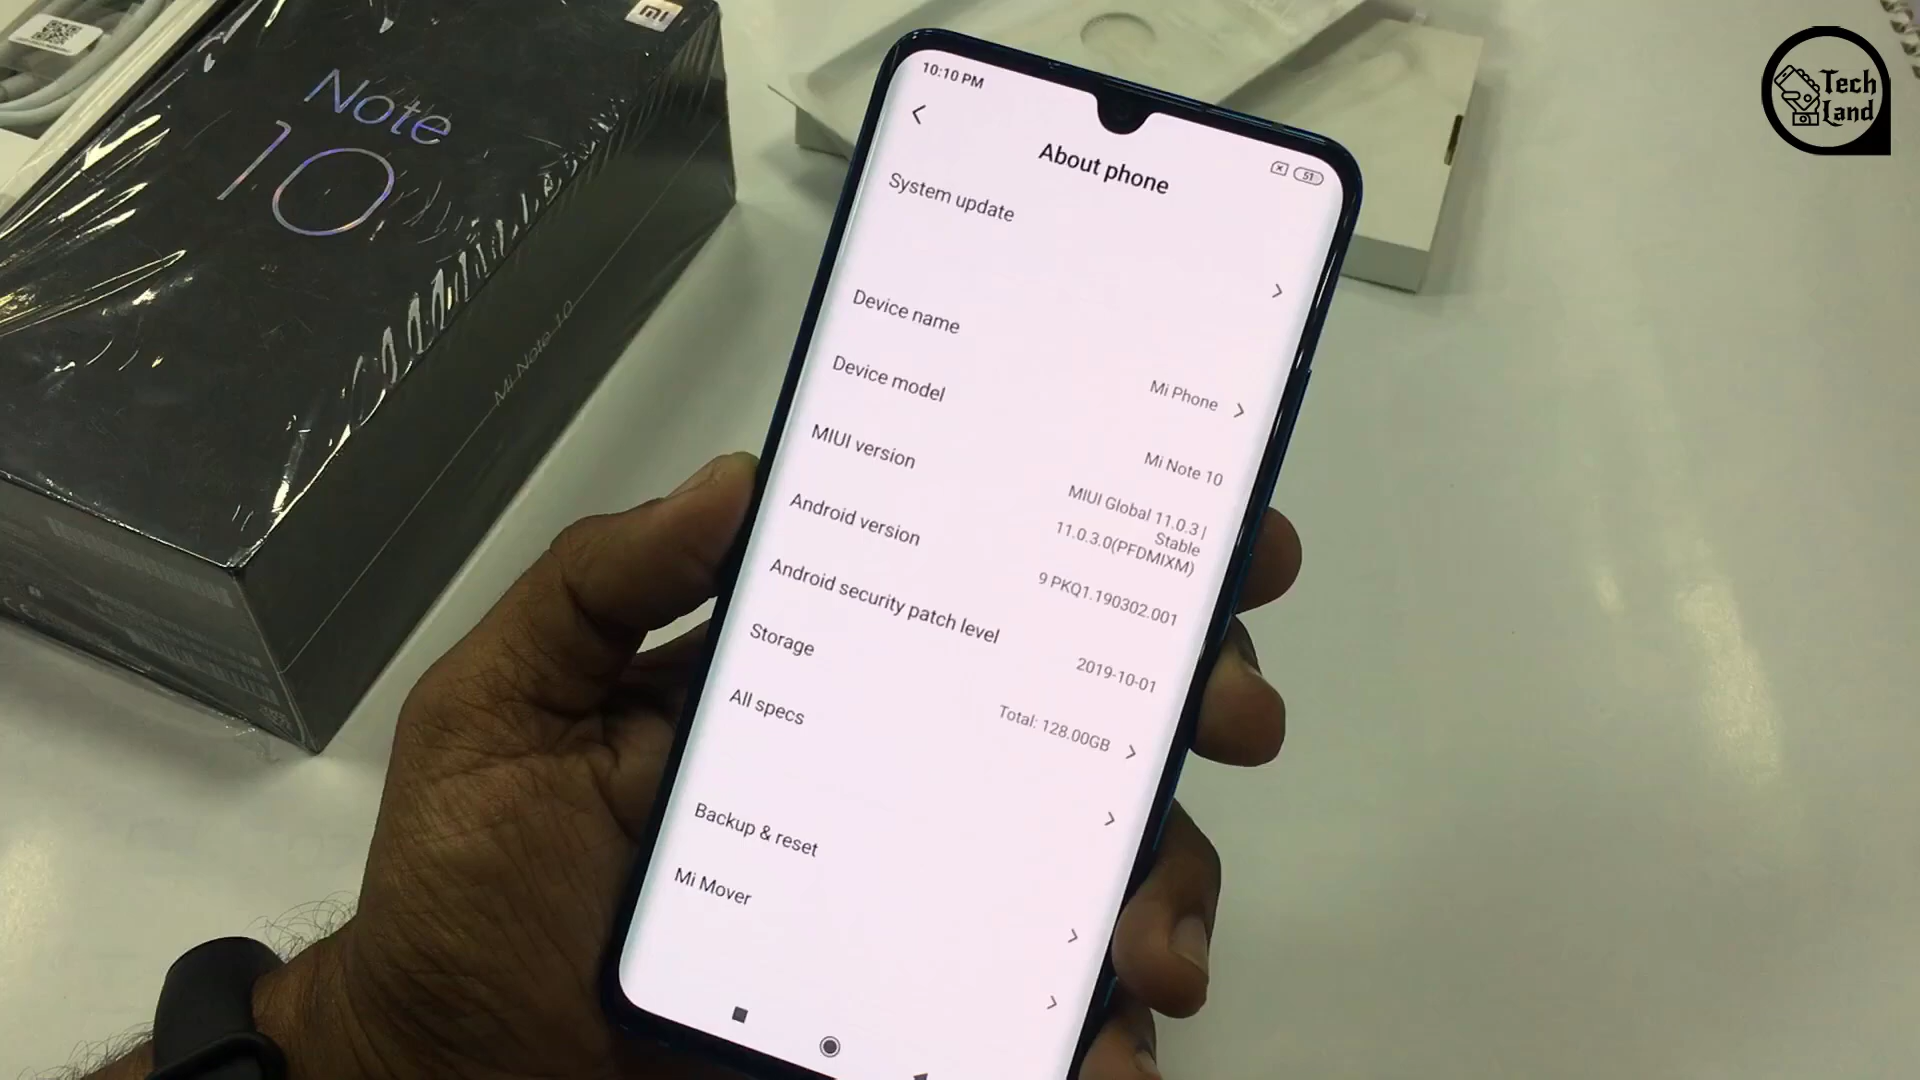 Note
10
MI
Mi Note 10
Tech
Land
10:10 PM
51
About phone
System update
Device name
Mi Phone
Device model
Mi Note 10
MIUI version
MIUI Global 11.0.3 |
Stable
11.0.3.0(PFDMIXM)
Android version
9 PKQ1.190302.001
Android security patch level
2019-10-01
Storage
Total: 128.00GB
All specs
Backup & reset
Mi Mover